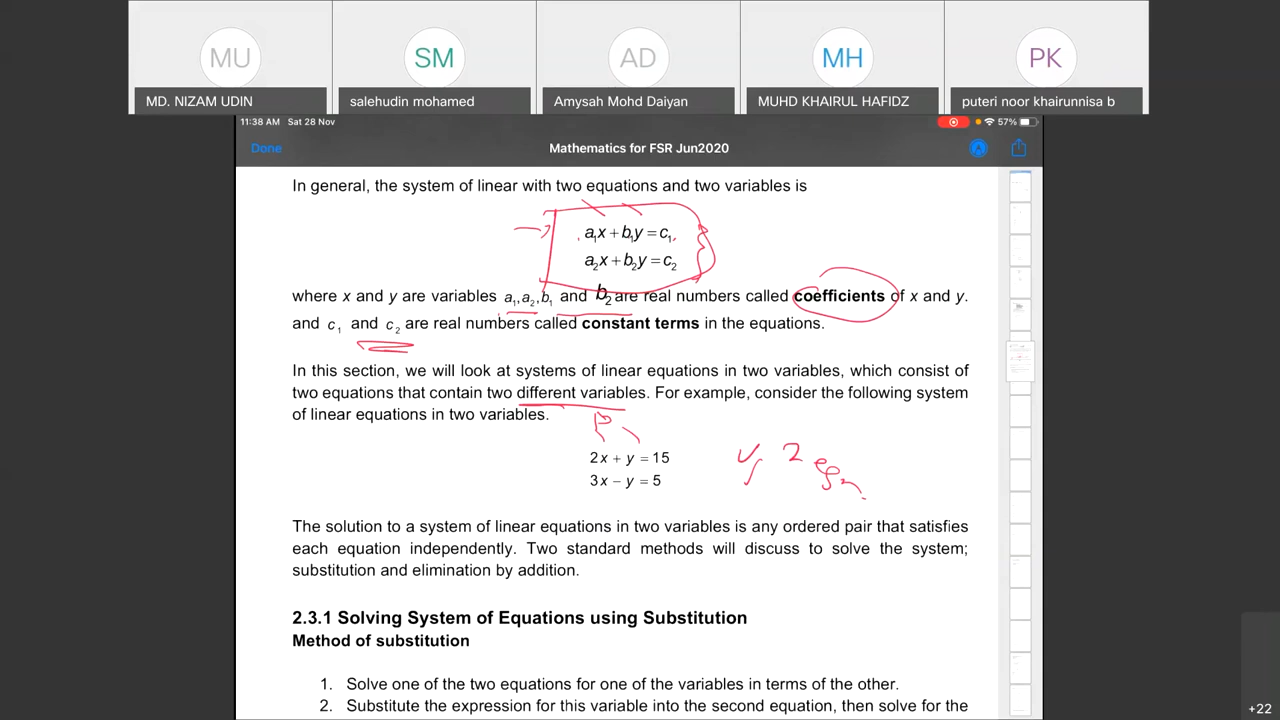 MU
SM
AD
MH
PK
MD. NIZAM UDIN
salehudin mohamed
Amysah Mohd Daiyan
MUHD KHAIRUL HAFIDZ
puteri noor khairunnisa b
11:38 AM Sat 28 Nov
57%
Done
Mathematics for FSR Jun2020
In general, the system of linear with two equations and two variables is
a₁x + b₁y = c₁
a₂x + b₂y = c₂
where x and y are variables a₁, a₂, b₁ and b₂ are real numbers called coefficients of x and y.
and c₁ and c₂ are real numbers called constant terms in the equations.
In this section, we will look at systems of linear equations in two variables, which consist of
two equations that contain two different variables. For example, consider the following system
of linear equations in two variables.
2x + y = 15
3x − y = 5
2 eqn
The solution to a system of linear equations in two variables is any ordered pair that satisfies
each equation independently. Two standard methods will discuss to solve the system;
substitution and elimination by addition.
2.3.1 Solving System of Equations using Substitution
Method of substitution
1. Solve one of the two equations for one of the variables in terms of the other.
2. Substitute the expression for this variable into the second equation, then solve for the
+22